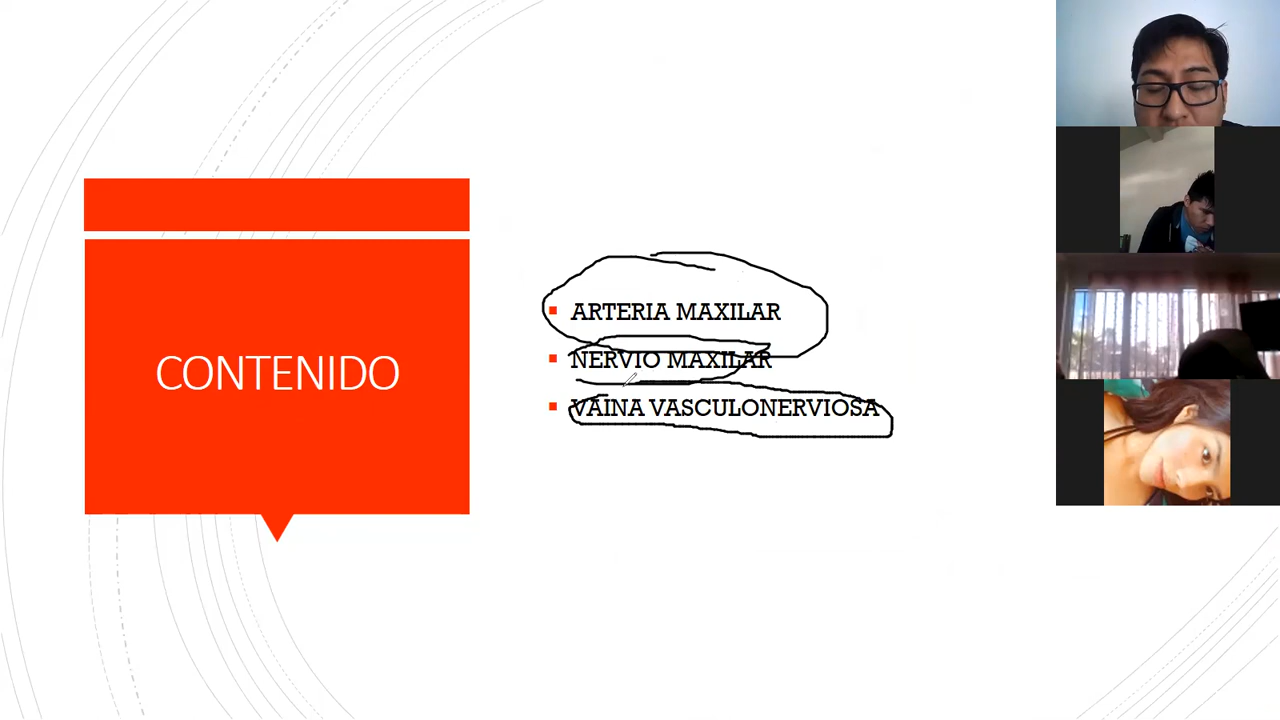 CONTENIDO
ARTERIA MAXILAR
NERVIO MAXILAR
VAINA VASCULONERVIOSA